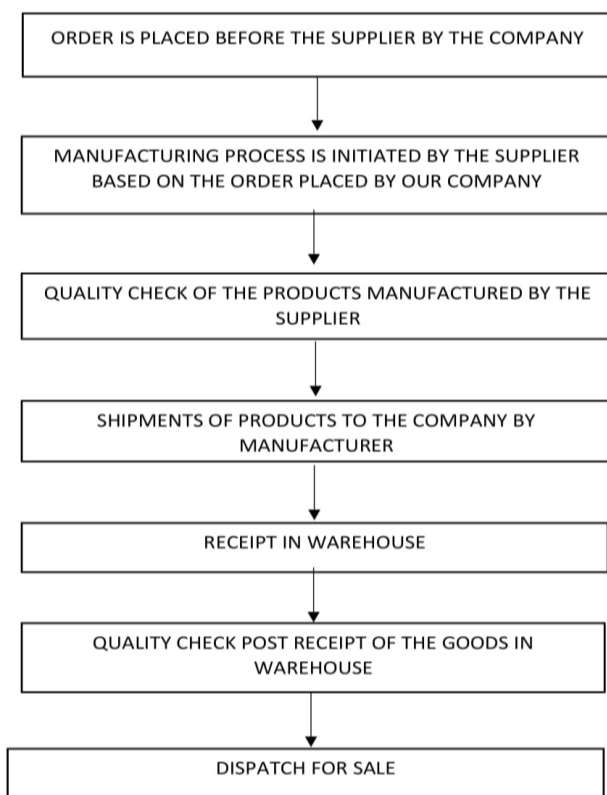 ORDER IS PLACED BEFORE THE SUPPLIER BY THE COMPANY
MANUFACTURING PROCESS IS INITIATED BY THE SUPPLIER
BASED ON THE ORDER PLACED BY OUR COMPANY
QUALITY CHECK OF THE PRODUCTS MANUFACTURED BY THE
SUPPLIER
SHIPMENTS OF PRODUCTS TO THE COMPANY BY
MANUFACTURER
RECEIPT IN WAREHOUSE
QUALITY CHECK POST RECEIPT OF THE GOODS IN
WAREHOUSE
DISPATCH FOR SALE